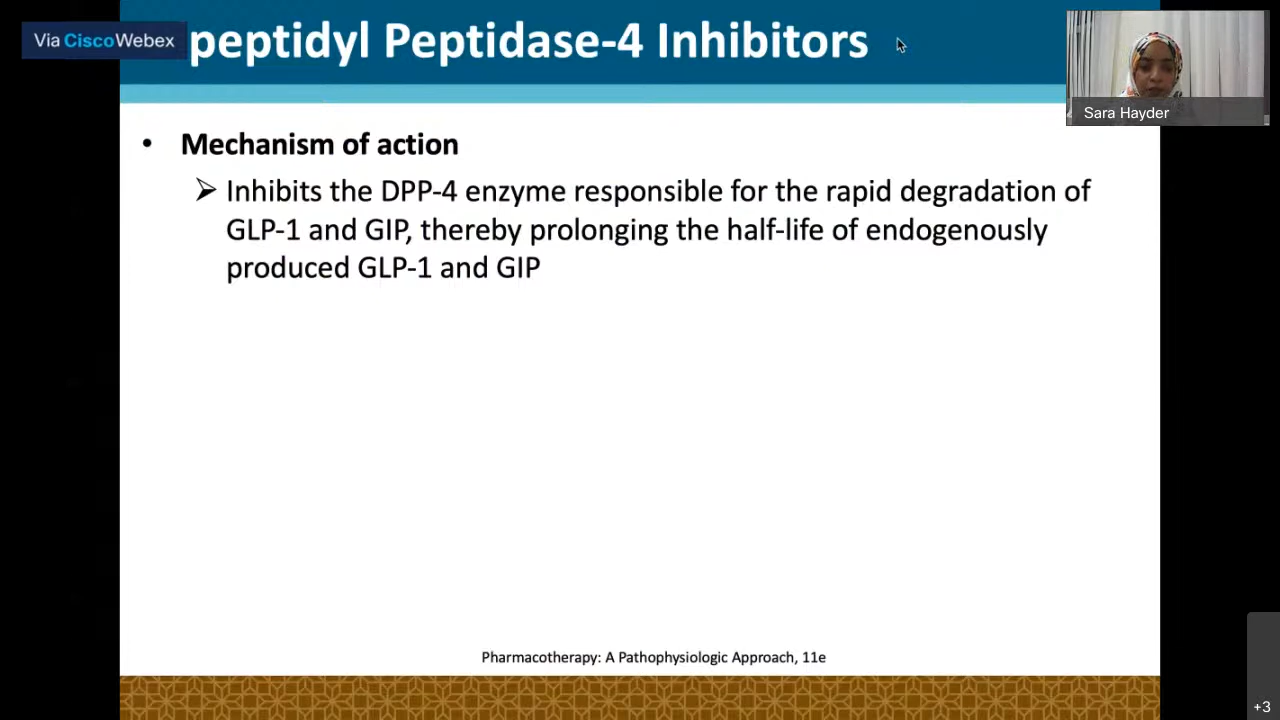 Via CiscoWebex
peptidyl Peptidase-4 Inhibitors
Sara Hayder
• Mechanism of action
➢ Inhibits the DPP-4 enzyme responsible for the rapid degradation of
GLP-1 and GIP, thereby prolonging the half-life of endogenously
produced GLP-1 and GIP
Pharmacotherapy: A Pathophysiologic Approach, 11e
+3